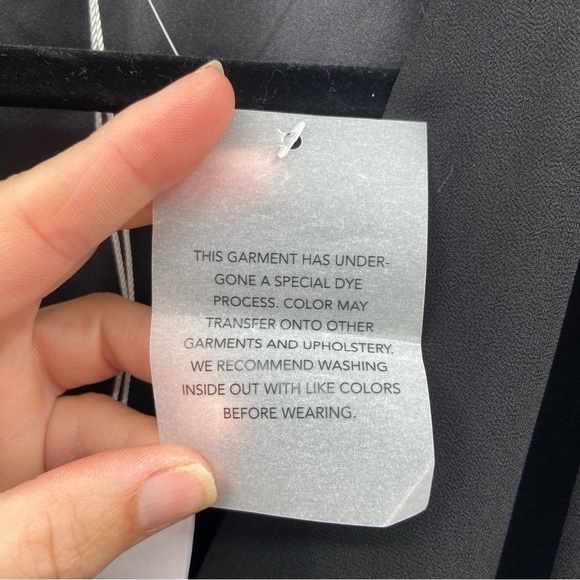 THIS GARMENT HAS UNDER-
GONE A SPECIAL DYE
PROCESS. COLOR MAY
TRANSFER ONTO OTHER
GARMENTS AND UPHOLSTERY.
WE RECOMMEND WASHING
INSIDE OUT WITH LIKE COLORS
BEFORE WEARING.